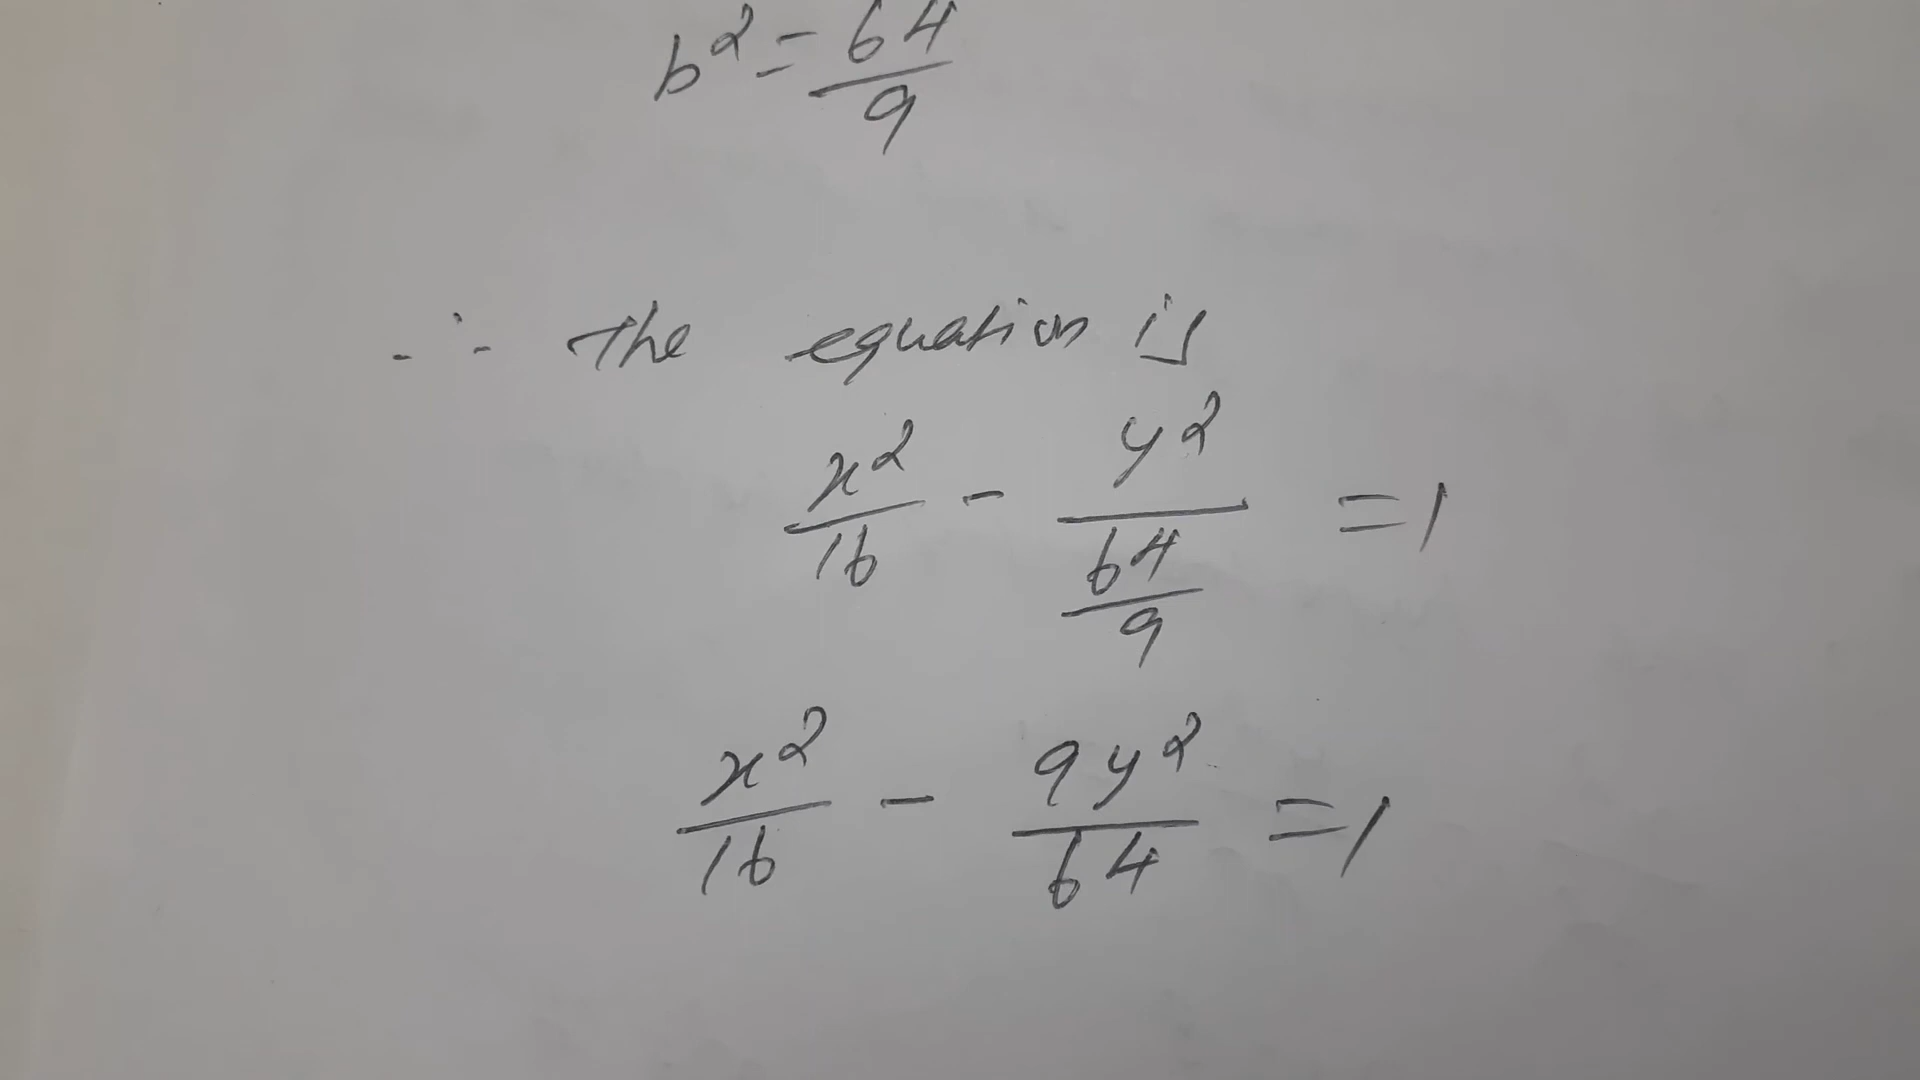 b² = 64/9
∴ The equation is
x²/16 - y²/(64/9) = 1
x²/16 - 9y²/64 = 1